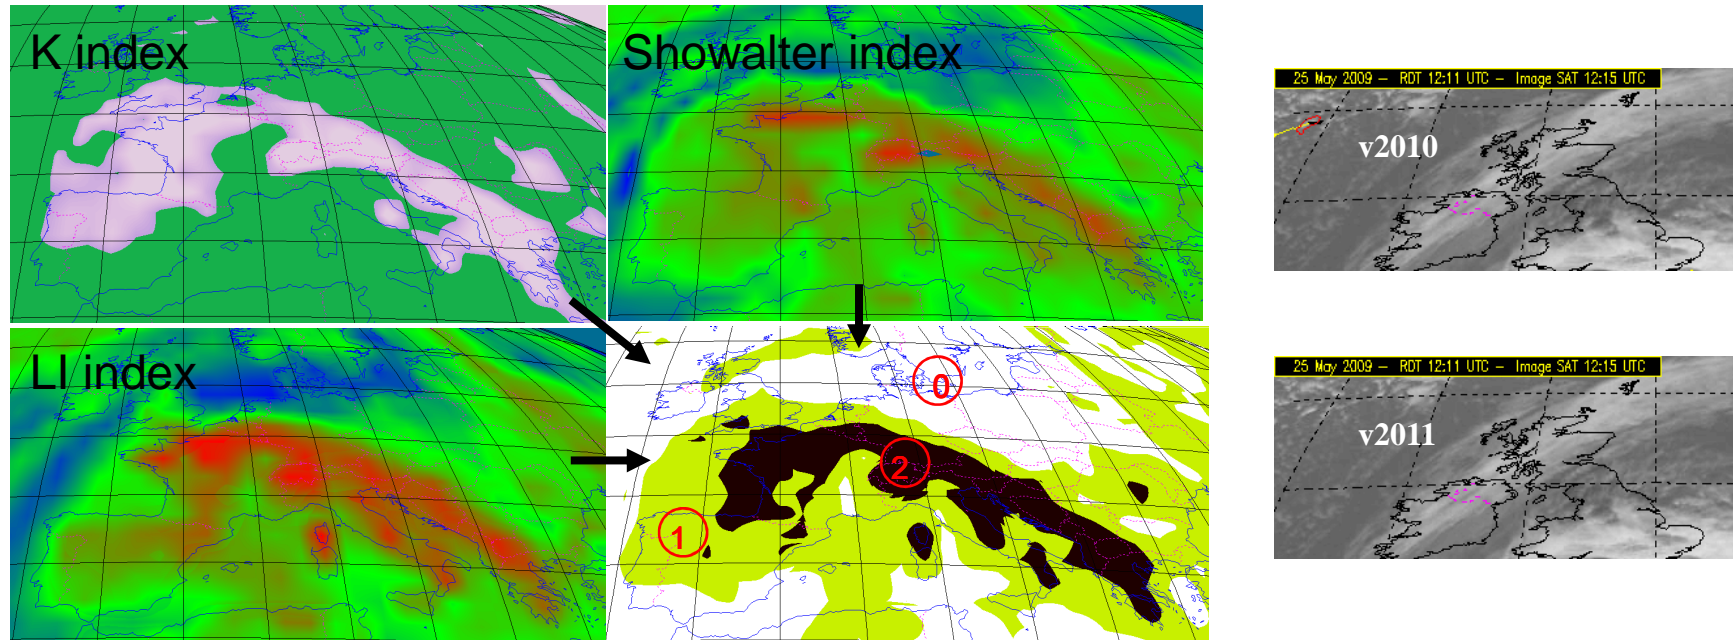 K index
Showalter index
LI index
0
1
2
25 May 2009 – RDT 12:11 UTC – Image SAT 12:15 UTC
v2010
25 May 2009 – RDT 12:11 UTC – Image SAT 12:15 UTC
v2011